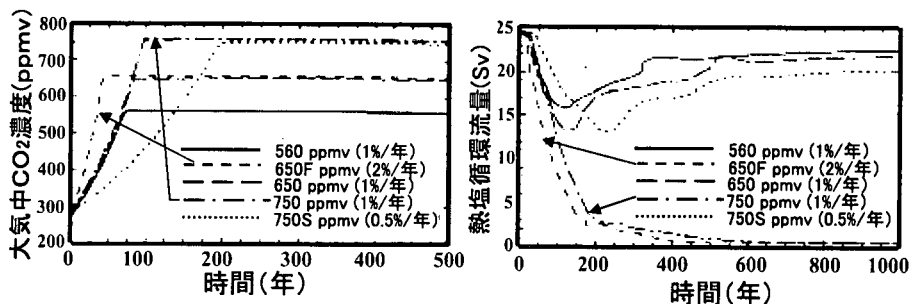 大気中CO2濃度(ppmv)
800
700
600
500
400
300
200
560 ppmv (1%/年)
650F ppmv (2%/年)
650 ppmv (1%/年)
750 ppmv (1%/年)
750S ppmv (0.5%/年)
0
100
200
300
400
500
時間(年)
熱塩循環流量(Sv)
25
20
15
10
5
0
560 ppmv (1%/年)
650F ppmv (2%/年)
650 ppmv (1%/年)
750 ppmv (1%/年)
750S ppmv (0.5%/年)
0
200
400
600
800
1000
時間(年)